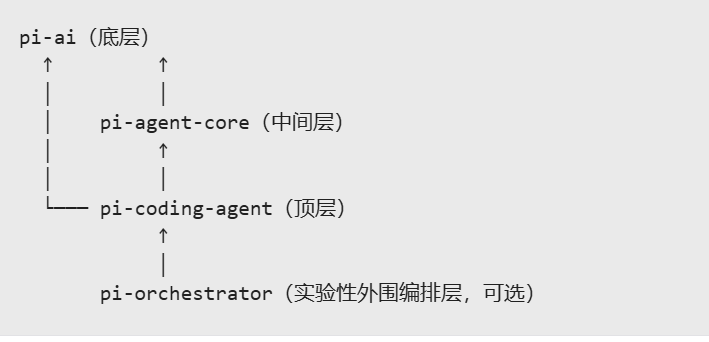 pi-ai（底层）
pi-agent-core（中间层）
pi-coding-agent（顶层）
pi-orchestrator（实验性外围编排层，可选）